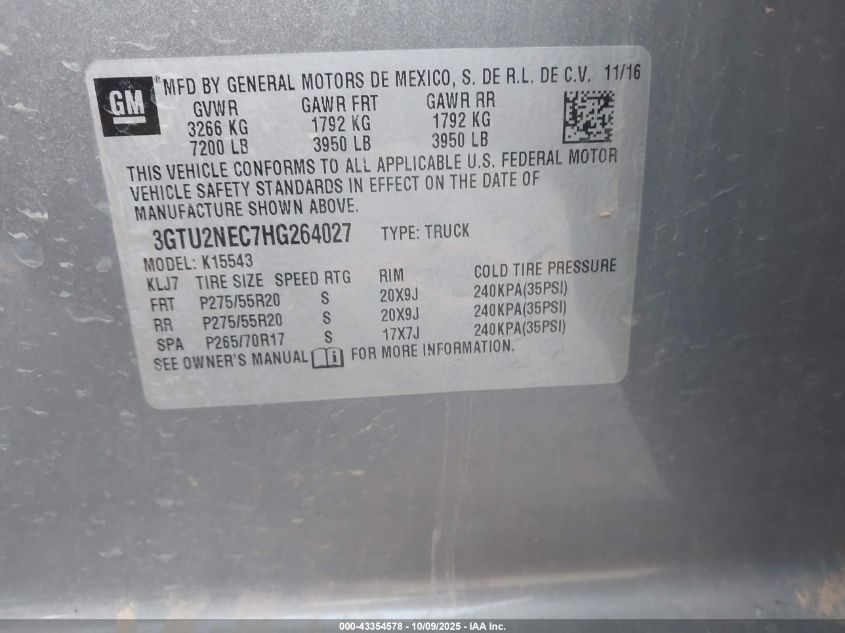 GM
® MFD BY GENERAL MOTORS DE MEXICO, S. DE R.L. DE C.V. 11/16
GVWR GAWR FRT GAWR RR
3266 KG 1792 KG 1792 KG
7200 LB 3950 LB 3950 LB
THIS VEHICLE CONFORMS TO ALL APPLICABLE U.S. FEDERAL MOTOR
VEHICLE SAFETY STANDARDS IN EFFECT ON THE DATE OF
MANUFACTURE SHOWN ABOVE.
3GTU2NEC7HG264027 TYPE: TRUCK
MODEL: K15543
KLJ7 TIRE SIZE SPEED RTG RIM COLD TIRE PRESSURE
FRT P275/55R20 S 20X9J 240KPA(35PSI)
RR P275/55R20 S 20X9J 240KPA(35PSI)
SPA P265/70R17 S 17X7J 240KPA(35PSI)
SEE OWNER'S MANUAL FOR MORE INFORMATION.
000-43354578 - 10/09/2025 - IAA Inc.